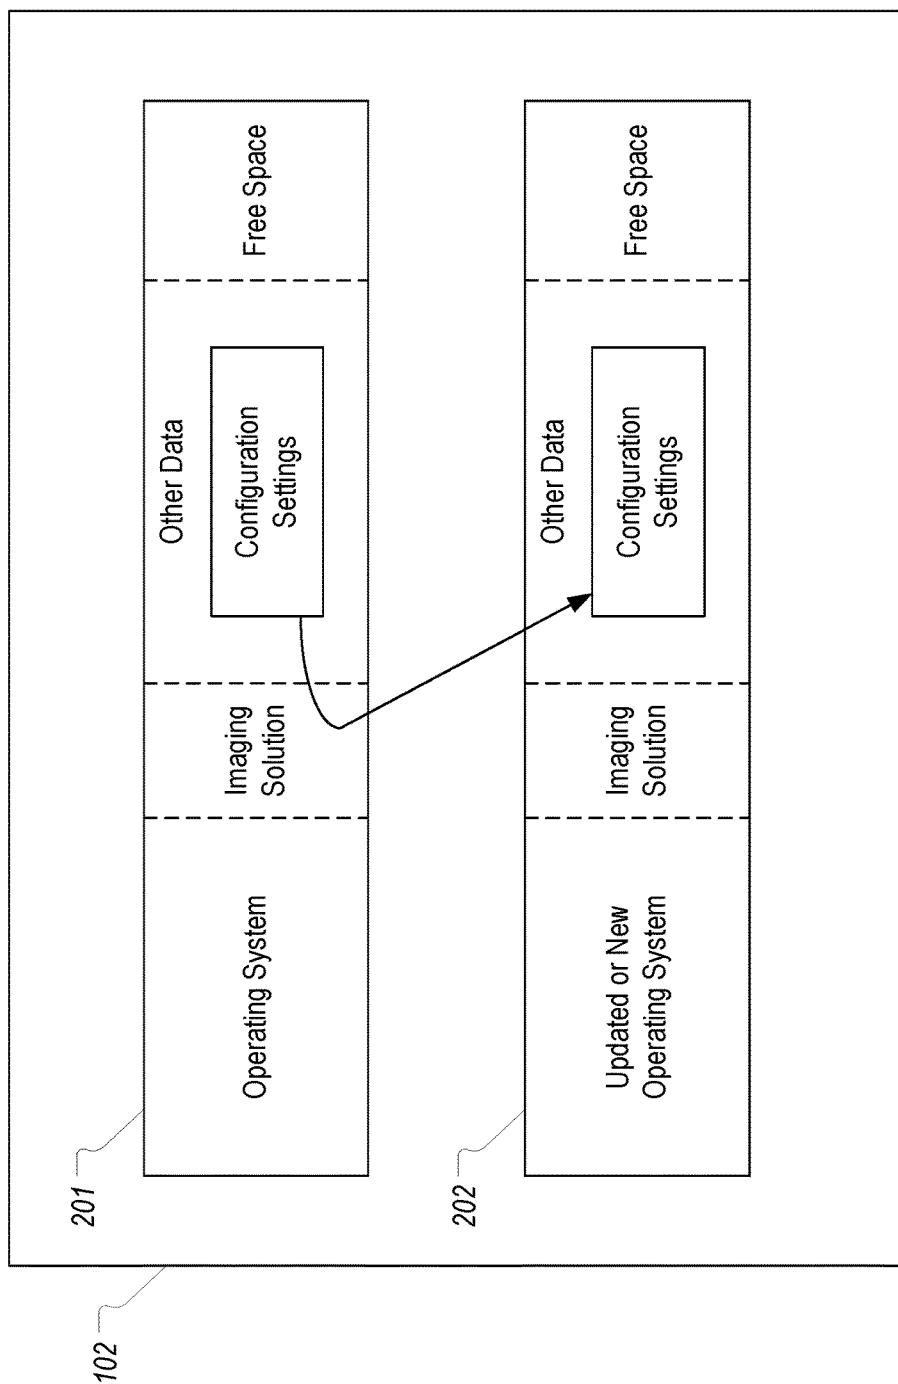 102
201
Operating System
Imaging
Solution
Other Data
Configuration
Settings
Free Space
202
Updated or New
Operating System
Imaging
Solution
Other Data
Configuration
Settings
Free Space